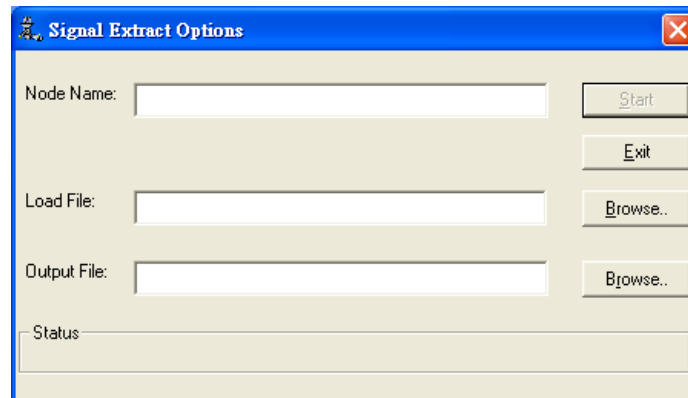 Signal Extract Options
Node Name:
Start
Exit
Load File:
Browse..
Output File:
Browse..
Status